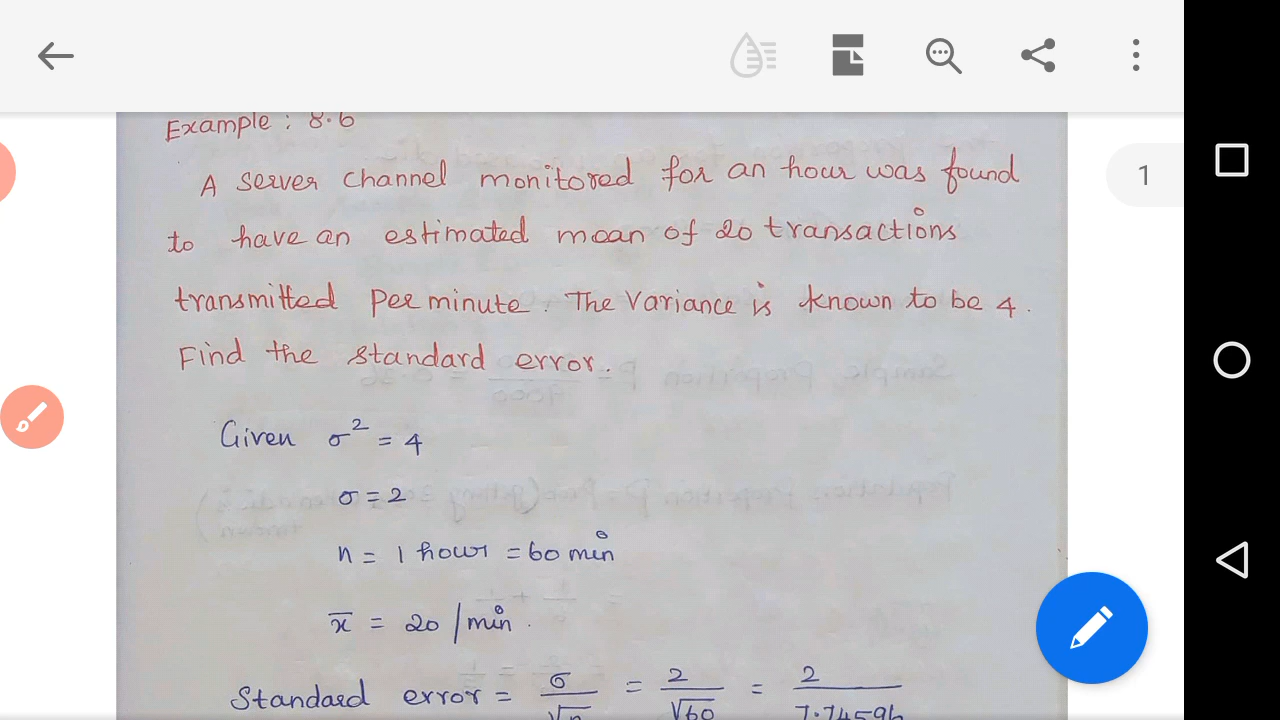 Example : 8.6
1
A server channel monitored for an hour was found
to have an estimated mean of 20 transactions
transmitted per minute. The Variance is known to be 4.
Find the standard error.
Given σ² = 4
σ = 2
n = 1 hour = 60 min
x̄ = 20 / min.
Standard error = σ/√n = 2/√60 = 2/7.74596